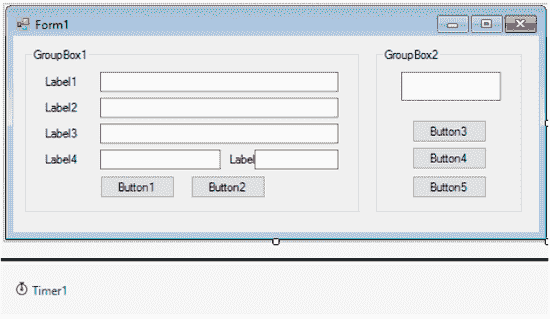 Form1
GroupBox1
Label1
Label2
Label3
Label4 Label
Button1 Button2
GroupBox2
Button3
Button4
Button5
Timer1